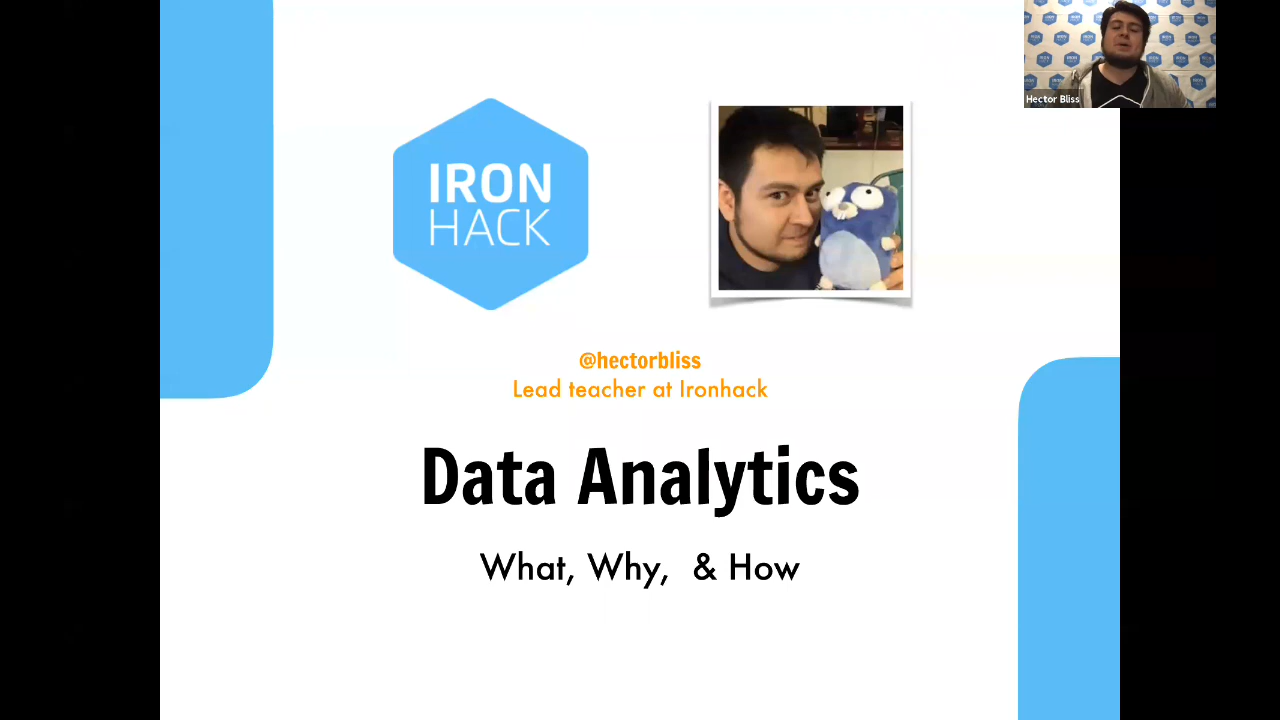 Hector Bliss
IRON
HACK
@hectorbliss
Lead teacher at Ironhack
Data Analytics
What, Why, & How